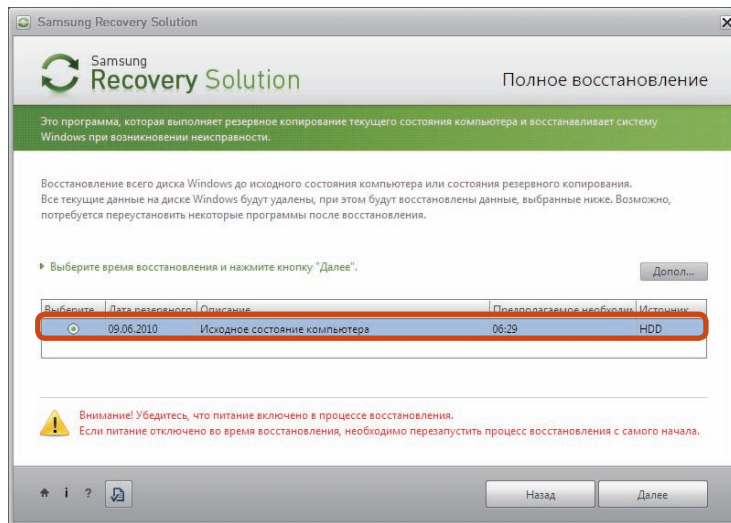 Samsung Recovery Solution
Samsung
Recovery Solution
Полное восстановление
Это программа, которая выполняет резервное копирование текущего состояния компьютера и восстанавливает систему
Windows при возникновении неисправности.
Восстановление всего диска Windows до исходного состояния компьютера или состояния резервного копирования.
Все текущие данные на диске Windows будут удалены, при этом будут восстановлены данные, выбранные ниже. Возможно,
потребуется переустановить некоторые программы после восстановления.
Выберите время восстановления и нажмите кнопку "Далее".
Допол...
Выберите Дата резервного Описание Предполагаемое необходим Источник
09.06.2010 Исходное состояние компьютера 06:29 HDD
Внимание! Убедитесь, что питание включено в процессе восстановления.
Если питание отключено во время восстановления, необходимо перезапустить процесс восстановления с самого начала.
i ? Назад Далее